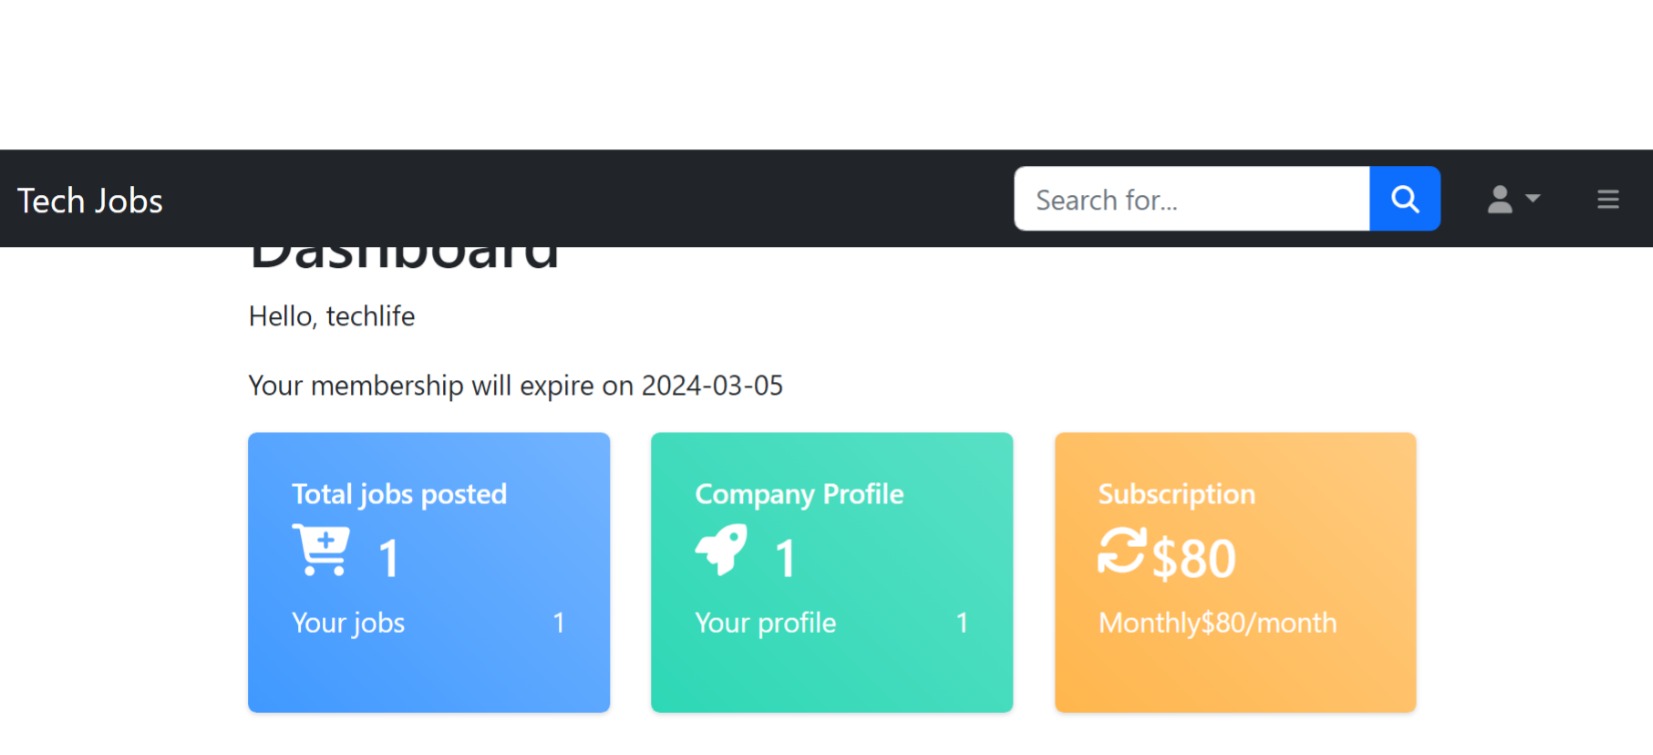 Tech Jobs
Search for...
Dashboard
Hello, techlife
Your membership will expire on 2024-03-05
Total jobs posted
1
Your jobs 1
Company Profile
1
Your profile 1
Subscription
$80
Monthly$80/month